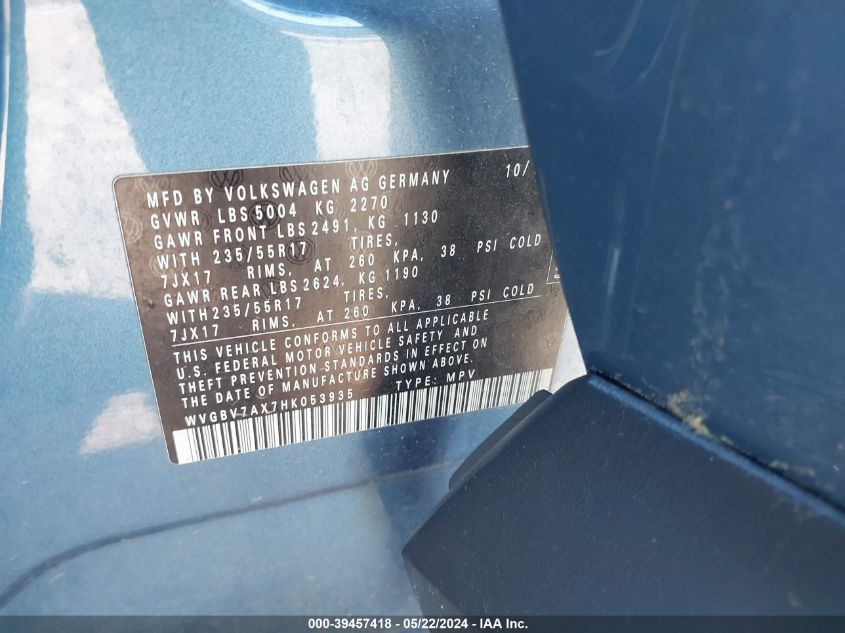 MFD BY VOLKSWAGEN AG GERMANY 10/
GVWR LBS 5004 KG 2270
GAWR FRONT LBS 2491, KG 1130
WITH 235/55R17 TIRES,
7JX17 RIMS. AT 260 KPA, 38 PSI COLD
GAWR REAR LBS 2624, KG 1190
WITH 235/55R17 TIRES,
7JX17 RIMS. AT 260 KPA, 38 PSI COLD
THIS VEHICLE CONFORMS TO ALL APPLICABLE
U.S. FEDERAL MOTOR VEHICLE SAFETY AND
THEFT PREVENTION STANDARDS IN EFFECT ON
THE DATE OF MANUFACTURE SHOWN ABOVE.
WVGBV7AX7HK053935 TYPE: MPV
000-39457418 - 05/22/2024 - IAA Inc.